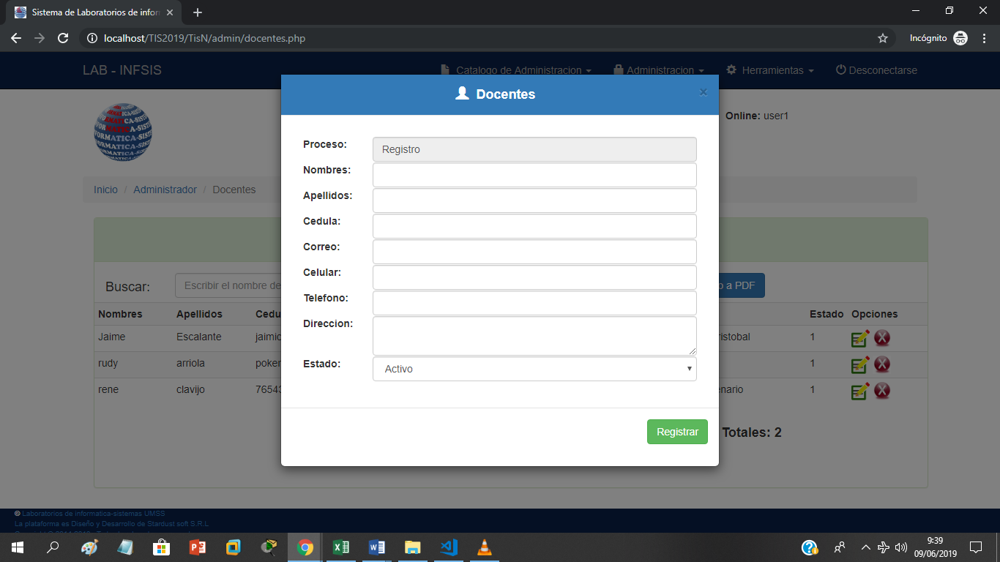 Sistema de Laboratorios de infor
localhost/TIS2019/TisN/admin/docentes.php
Incógnito
LAB - INFSIS
Catalogo de Administracion
Administracion
Herramientas
Desconectarse
Docentes
×
Online: user1
Inicio / Administrador / Docentes
Proceso:
Registro
Nombres:
Apellidos:
Cedula:
Correo:
Celular:
Telefono:
Direccion:
Estado:
Activo
Registrar
Buscar:
Escribir el nombre de
a PDF
Nombres Apellidos Cedu Estado Opciones
Jaime Escalante jaimic ristobal 1
rudy arriola poker 1
rene clavijo 7654 enario 1
Totales: 2
© Laboratorios de informatica-sistemas UMSS
La plataforma es Diseño y Desarrollo de Stardust soft S.R.L
9:39
09/06/2019